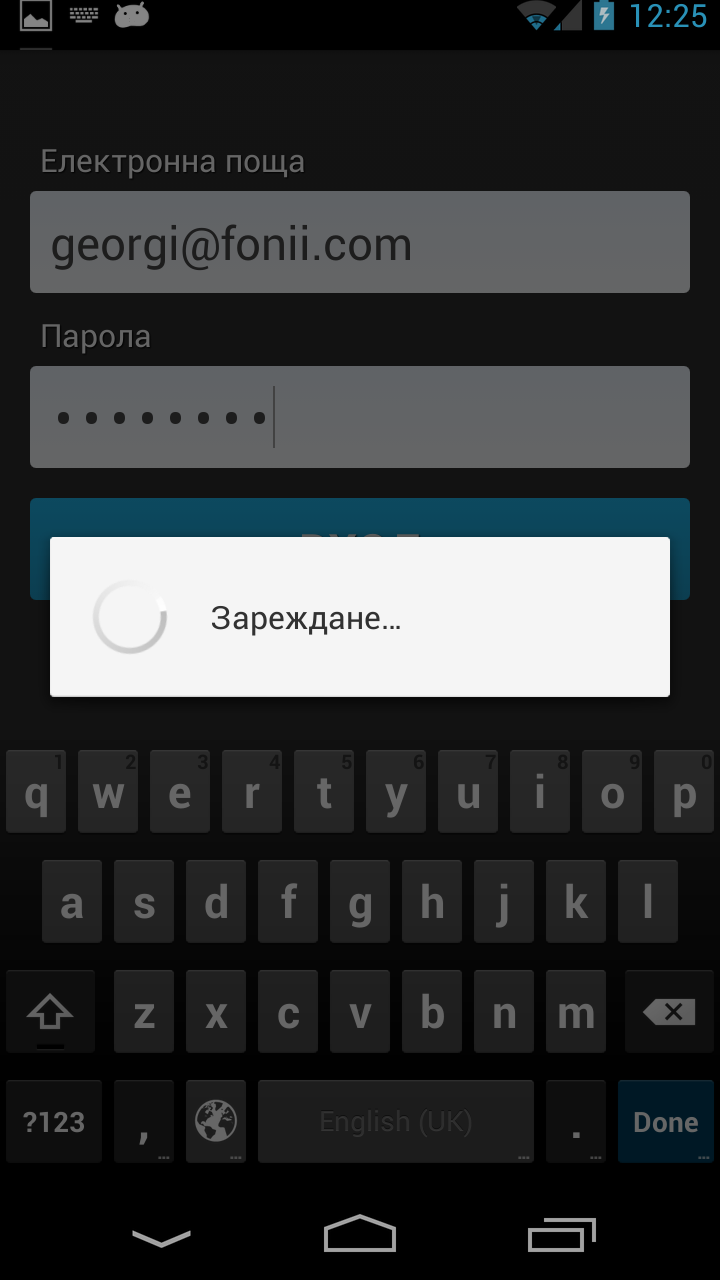 12:25
Електронна поща
georgi@fonii.com
Парола
Зареждане...
q 1 w 2 e 3 r 4 t 5 y 6 u 7 i 8 o 9 p 0
a s d f g h j k l
z x c v b n m
?123 , English (UK) . Done